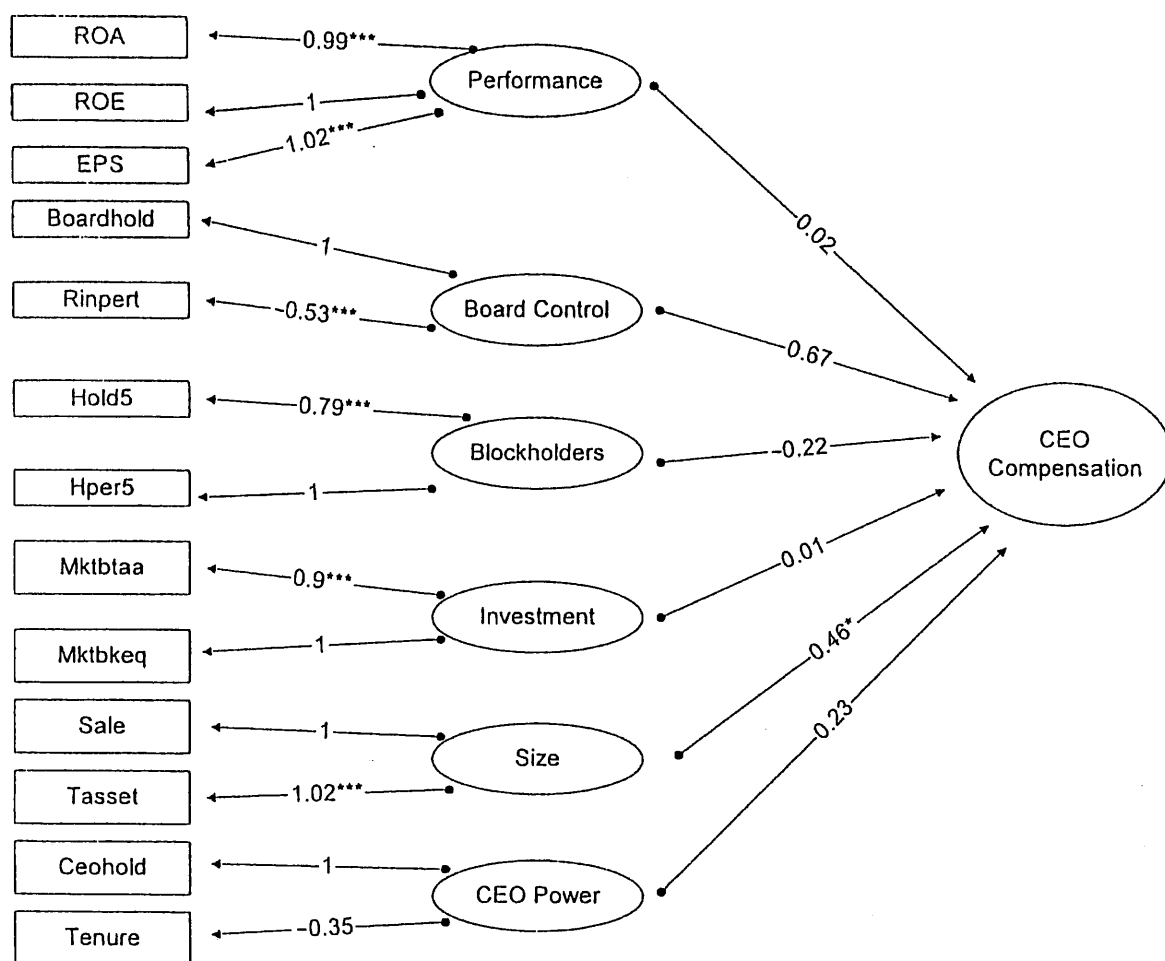 ROA
0.99***
Performance
ROE
1
1.02***
EPS
Boardhold
1
0.02
Rinpert
-0.53***
Board Control
0.67
Hold5
0.79***
Blockholders
-0.22
CEO
Compensation
Hper5
1
Mktbtaa
0.9***
Investment
0.01
Mktbkeq
1
0.46*
Sale
1
Size
0.23
Tasset
1.02***
Ceohold
1
CEO Power
Tenure
-0.35